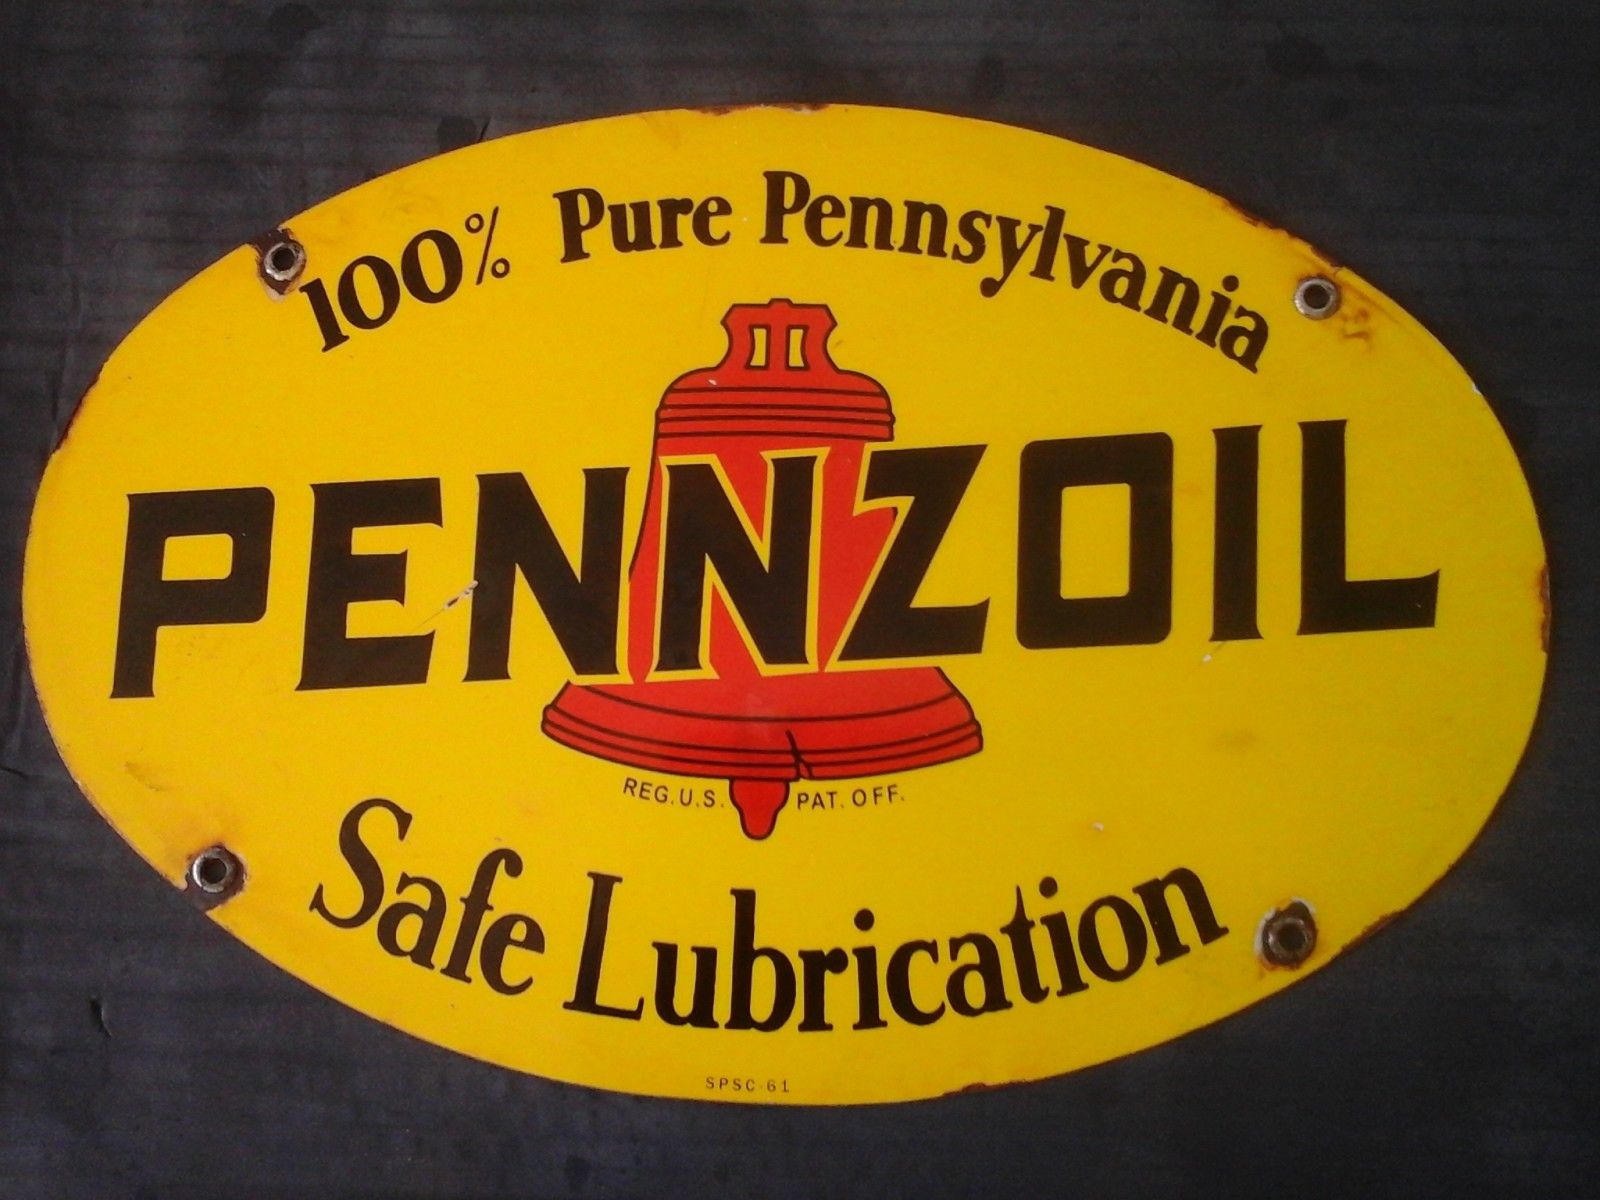 100% Pure Pennsylvania
PENNZOIL
REG. U.S. PAT. OFF.
Safe Lubrication
SPSC-61